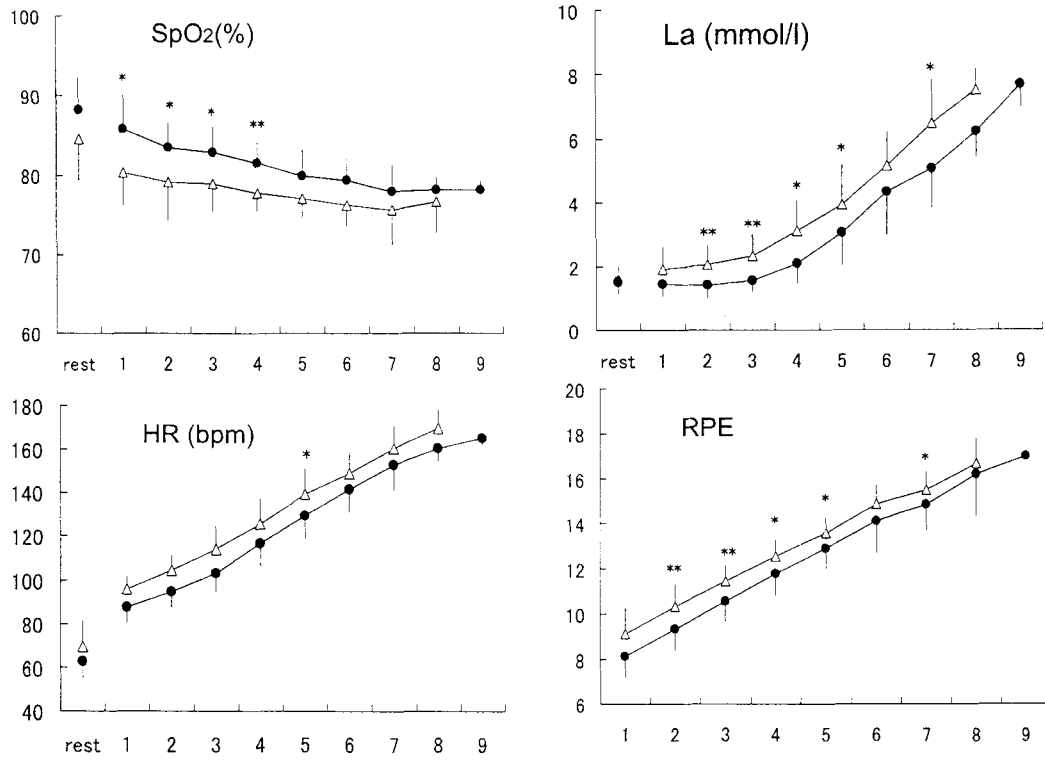 SpO2(%)
100
90
80
70
60
* * * **
rest 1 2 3 4 5 6 7 8 9
La (mmol/l)
10
8
6
4
2
0
** ** * * *
rest 1 2 3 4 5 6 7 8 9
HR (bpm)
180
160
140
120
100
80
60
40
*
rest 1 2 3 4 5 6 7 8 9
RPE
20
18
16
14
12
10
8
6
** ** * * *
1 2 3 4 5 6 7 8 9